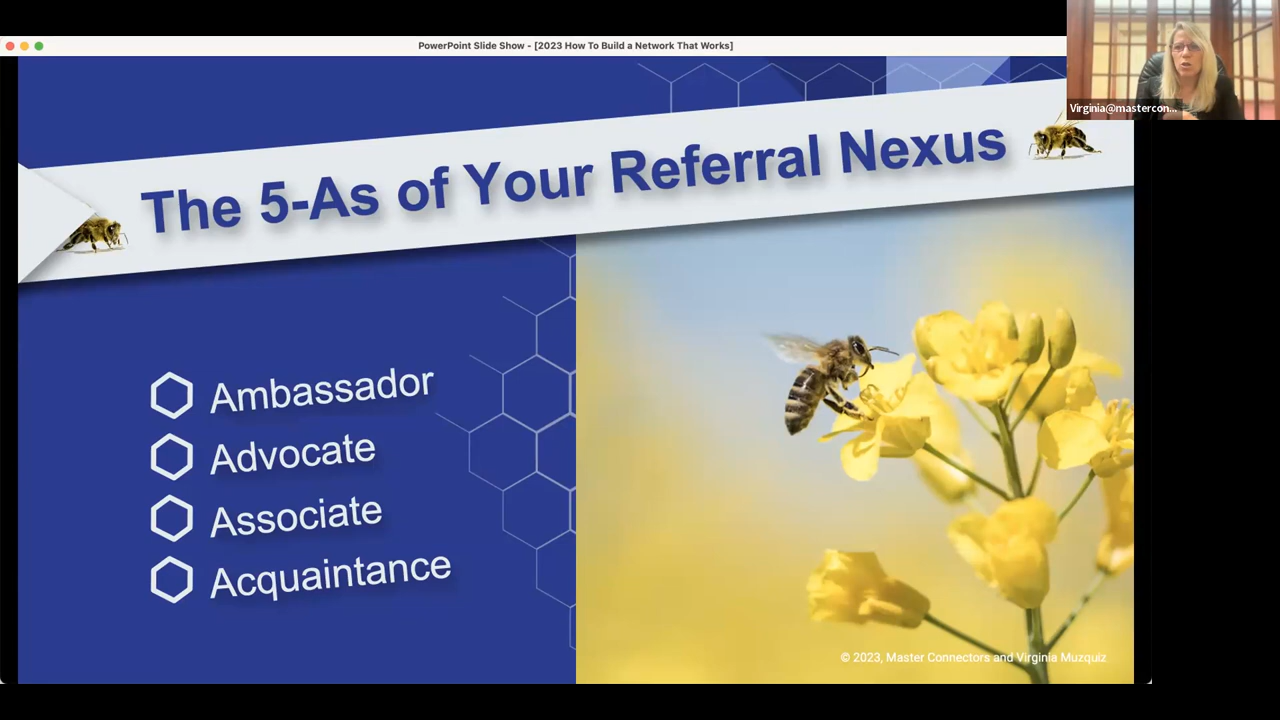 PowerPoint Slide Show - [2023 How To Build a Network That Works]
Virginia@mastercon...
The 5-As of Your Referral Nexus
Ambassador
Advocate
Associate
Acquaintance
© 2023, Master Connectors and Virginia Muzquiz